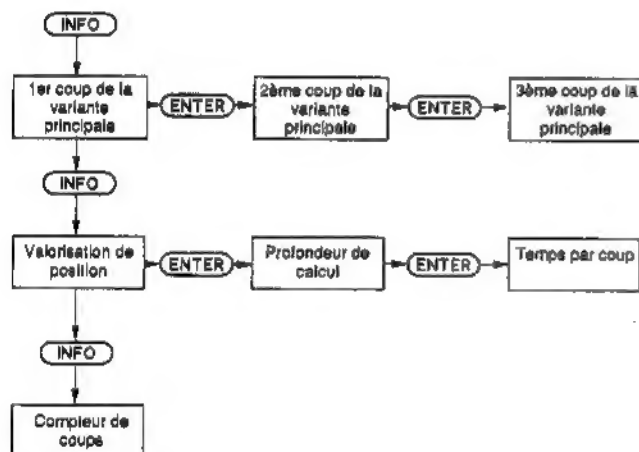 INFO
1er coup de la
variante
principale
ENTER
2ème coup de la
variante
principale
ENTER
3ème coup de la
variante
principale
INFO
Valorisation de
position
ENTER
Profondeur de
calcul
ENTER
Temps par coup
INFO
Compteur de
coups